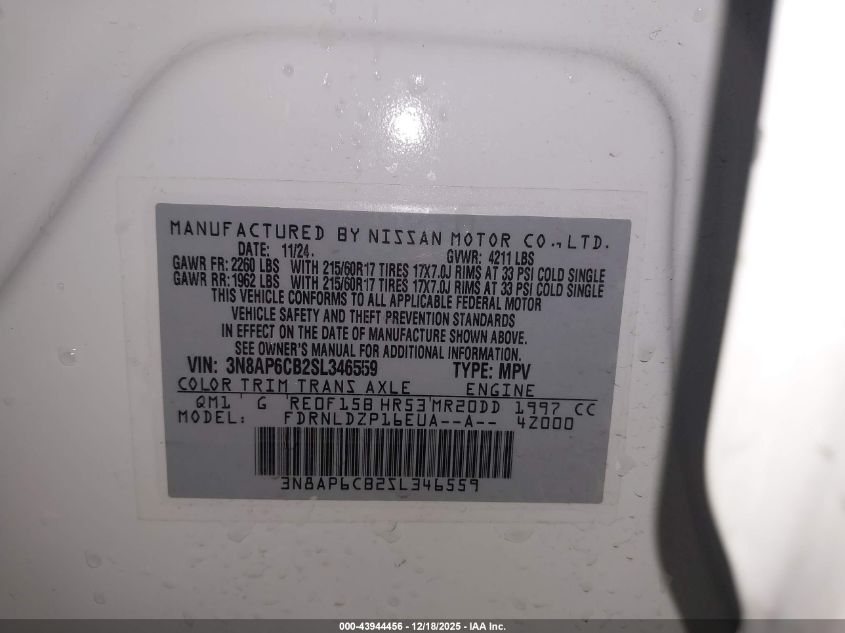 MANUFACTURED BY NISSAN MOTOR CO., LTD.
DATE: 11/24. GVWR: 4211 LBS
GAWR FR: 2260 LBS WITH 215/60R17 TIRES 17X7.0J RIMS AT 33 PSI COLD SINGLE
GAWR RR: 1962 LBS WITH 215/60R17 TIRES 17X7.0J RIMS AT 33 PSI COLD SINGLE
THIS VEHICLE CONFORMS TO ALL APPLICABLE FEDERAL MOTOR
VEHICLE SAFETY AND THEFT PREVENTION STANDARDS
IN EFFECT ON THE DATE OF MANUFACTURE SHOWN ABOVE.
SEE OWNER'S MANUAL FOR ADDITIONAL INFORMATION.
VIN: 3N8AP6CB2SL346559 TYPE: MPV
COLOR TRIM TRANS AXLE ENGINE
QM1 ' G 'RE0F15B HR53'MR20DD 1997 CC
MODEL: FDRNLDZP16EUA--A-- 4Z000
3N8AP6CB2SL346559
000-43944456 - 12/18/2025 - IAA Inc.